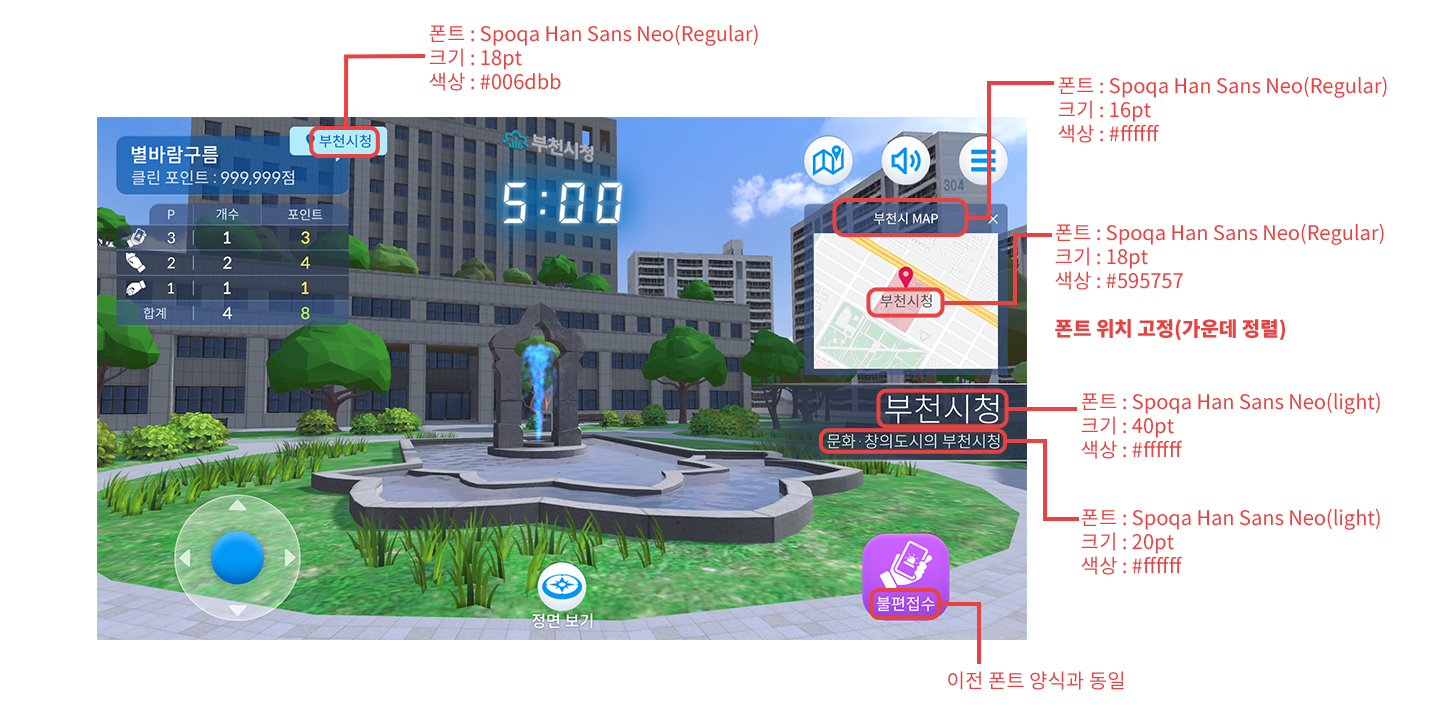 폰트 : Spoqa Han Sans Neo(Regular)
크기 : 18pt
색상 : #006dbb
폰트 : Spoqa Han Sans Neo(Regular)
크기 : 16pt
색상 : #ffffff
부천시청
별바람구름
클린 포인트 : 999,999점
부천시청
5:00
304
P 개수 포인트
3 | 1 3
2 | 2 4
1 | 1 1
합계 | 4 8
부천시 MAP ×
부천시청
폰트 : Spoqa Han Sans Neo(Regular)
크기 : 18pt
색상 : #595757
폰트 위치 고정(가운데 정렬)
부천시청
문화·창의도시의 부천시청
폰트 : Spoqa Han Sans Neo(light)
크기 : 40pt
색상 : #ffffff
폰트 : Spoqa Han Sans Neo(light)
크기 : 20pt
색상 : #ffffff
정면 보기
불편접수
이전 폰트 양식과 동일